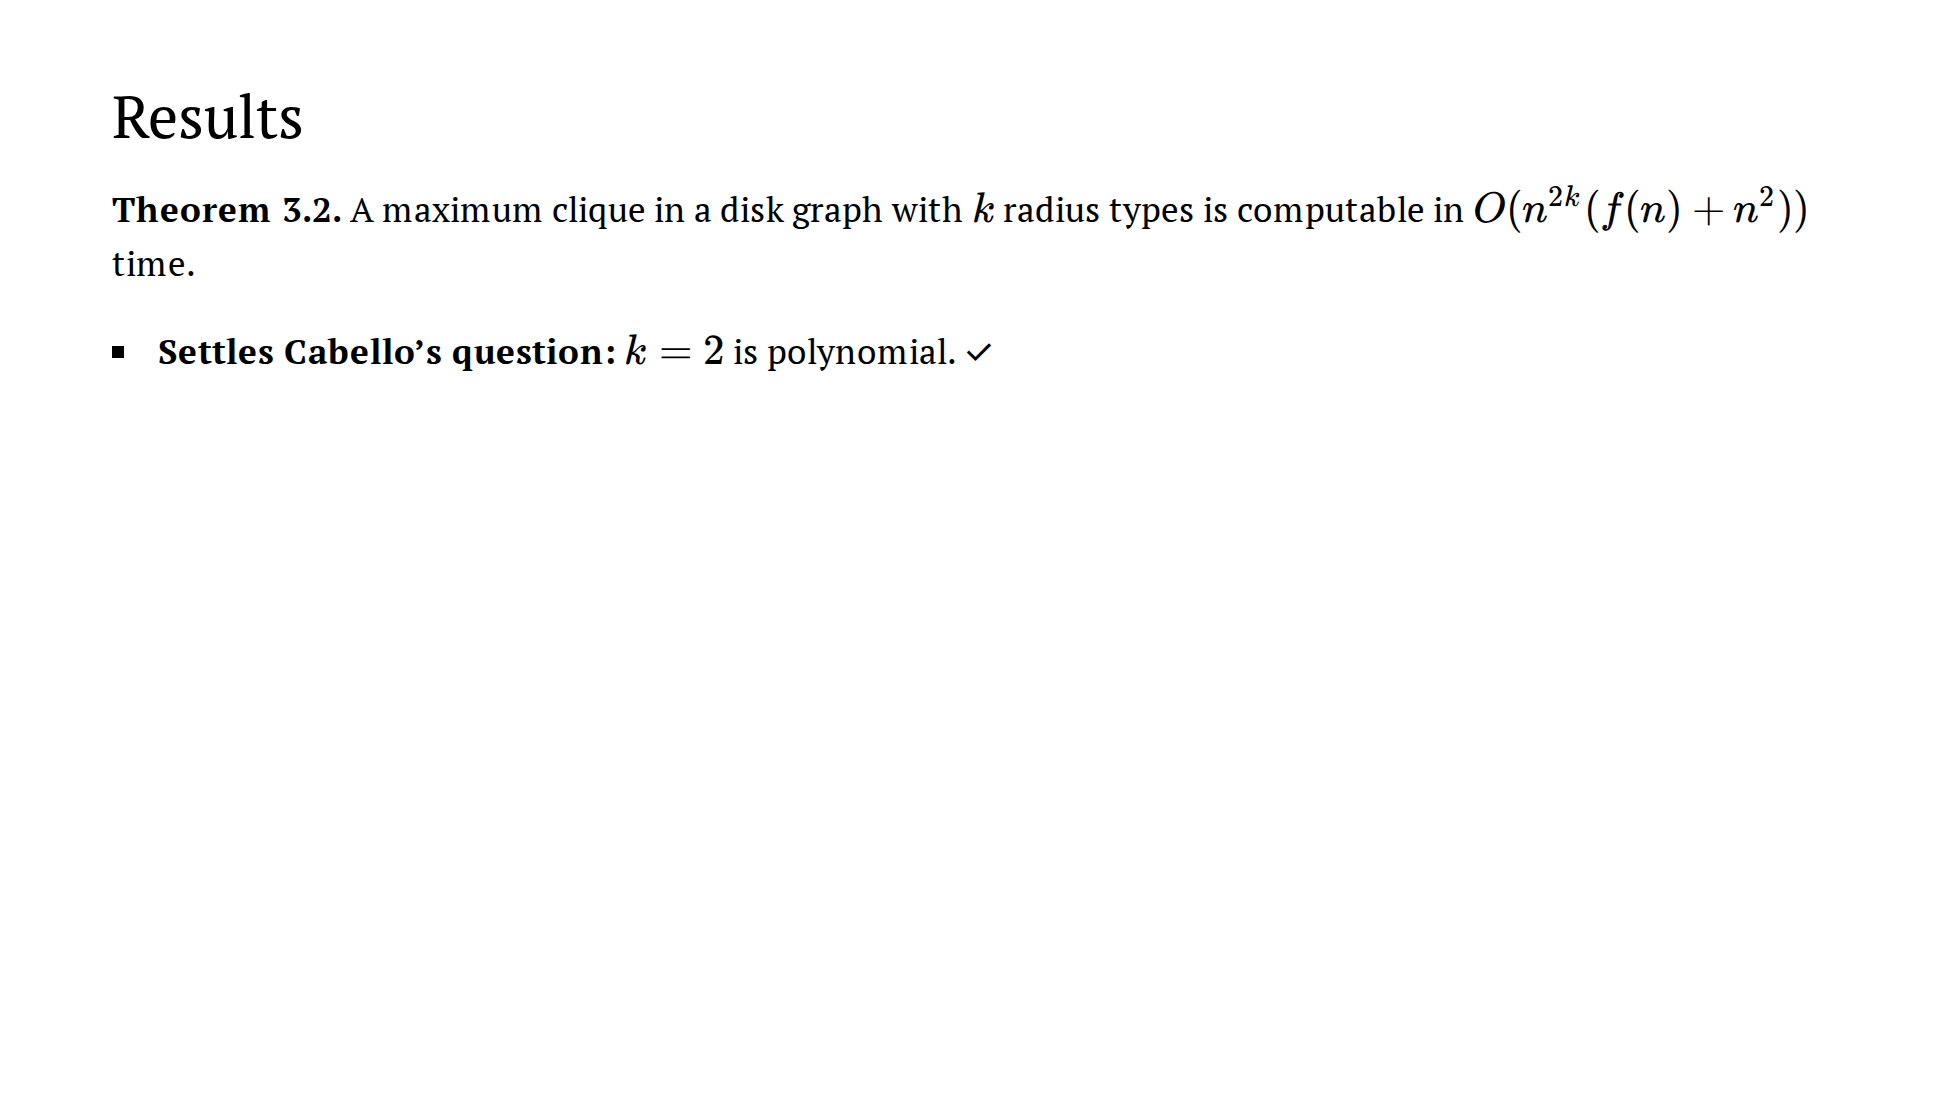 Results
Theorem 3.2. A maximum clique in a disk graph with k radius types is computable in O(n^{2k}(f(n) + n^2))
time.
▪ Settles Cabello’s question: k = 2 is polynomial. ✓